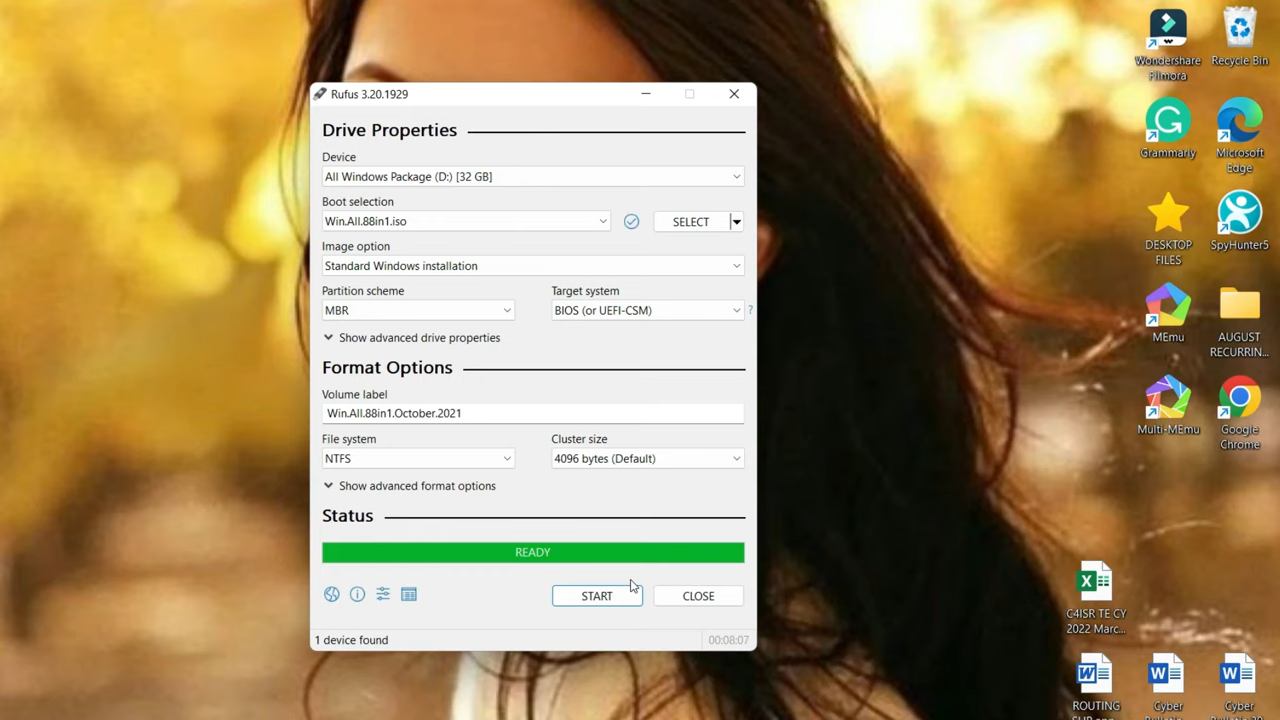 Rufus 3.20.1929
Drive Properties
Device
All Windows Package (D:) [32 GB]
Boot selection
Win.All.88in1.iso
SELECT
Image option
Standard Windows installation
Partition scheme
Target system
MBR
BIOS (or UEFI-CSM)
?
Show advanced drive properties
Format Options
Volume label
Win.All.88in1.October.2021
File system
Cluster size
NTFS
4096 bytes (Default)
Show advanced format options
Status
READY
START
CLOSE
1 device found
00:08:07
Wondershare
Filmora
Recycle Bin
Grammarly
Microsoft
Edge
DESKTOP
FILES
SpyHunter5
MEmu
AUGUST
RECURRIN...
Multi-MEmu
Google
Chrome
C4ISR TE CY
2022 Marc...
ROUTING
Cyber
Cyber